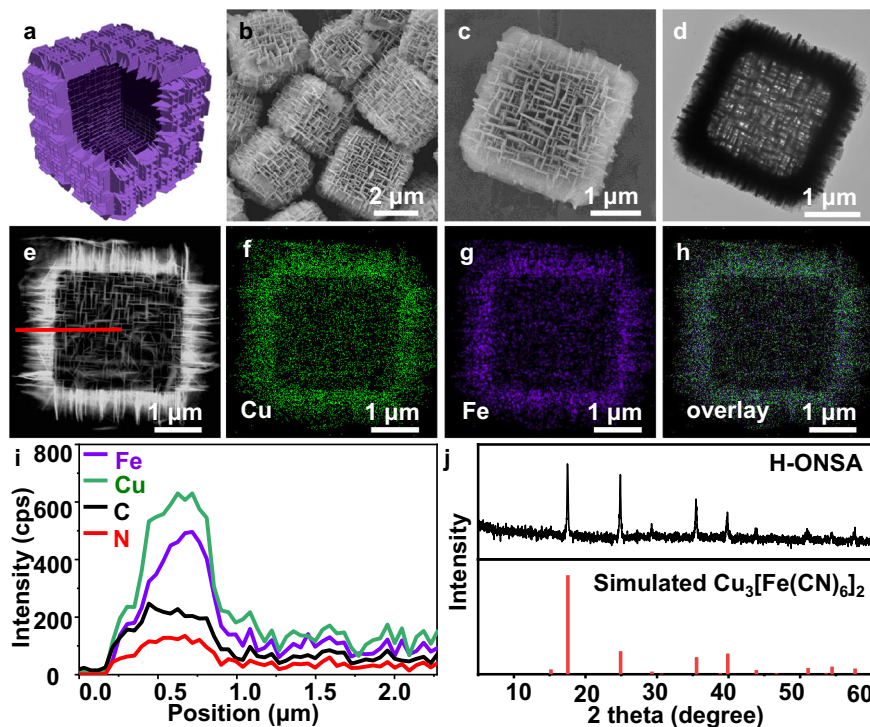 a
b
2 μm
c
1 μm
d
1 μm
e
1 μm
f
Cu
1 μm
g
Fe
1 μm
h
overlay
1 μm
i
800
600
400
200
0
Intensity (cps)
Fe
Cu
C
N
0.0 0.5 1.0 1.5 2.0
Position (μm)
j
H-ONSA
Intensity
Simulated Cu₃[Fe(CN)₆]₂
10 20 30 40 50 60
2 theta (degree)